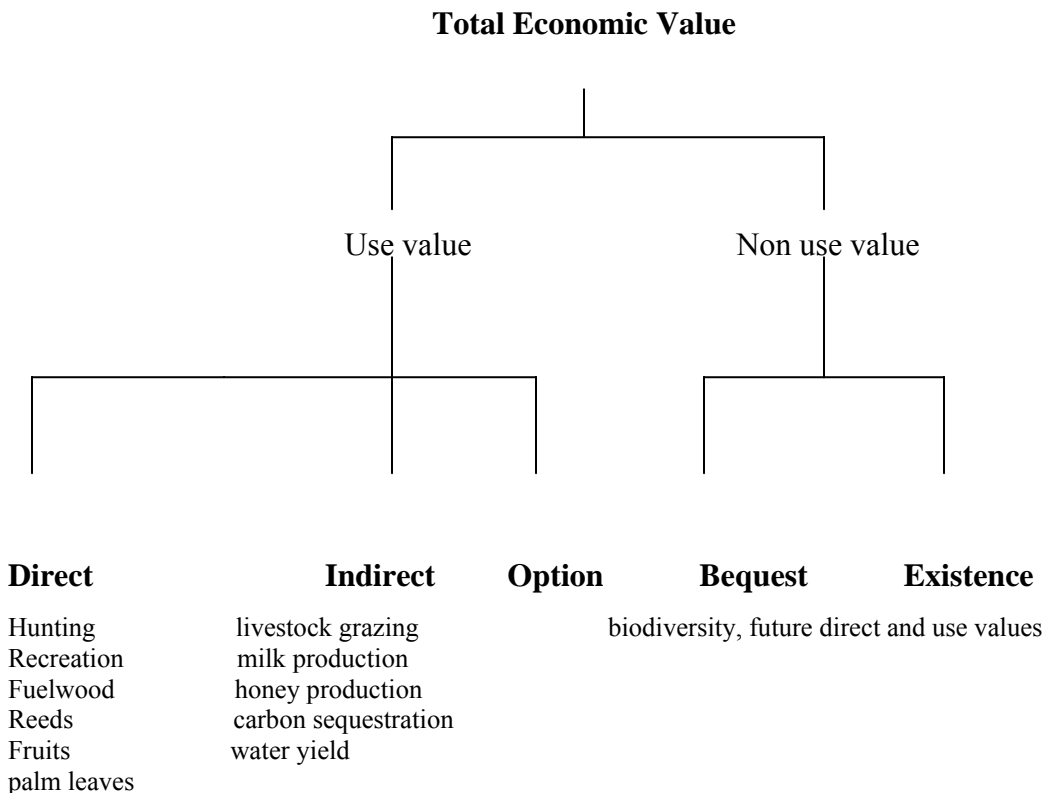 Total Economic Value
Use value Non use value
Direct Indirect Option Bequest Existence
Hunting livestock grazing biodiversity, future direct and use values
Recreation milk production
Fuelwood honey production
Reeds carbon sequestration
Fruits water yield
palm leaves